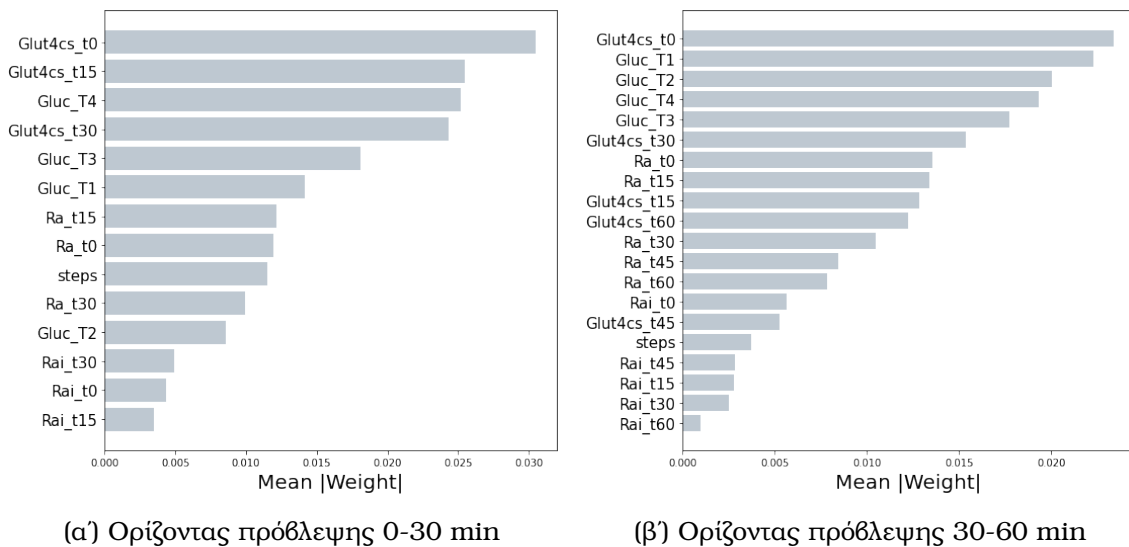 Glut4cs_t0
Glut4cs_t15
Gluc_T4
Glut4cs_t30
Gluc_T3
Gluc_T1
Ra_t15
Ra_t0
steps
Ra_t30
Gluc_T2
Rai_t30
Rai_t0
Rai_t15
0.000 0.005 0.010 0.015 0.020 0.025 0.030
Mean |Weight|
(α') Ορίζοντας πρόβλεψης 0-30 min
Glut4cs_t0
Gluc_T1
Gluc_T2
Gluc_T4
Gluc_T3
Glut4cs_t30
Ra_t0
Ra_t15
Glut4cs_t15
Glut4cs_t60
Ra_t30
Ra_t45
Ra_t60
Rai_t0
Glut4cs_t45
steps
Rai_t45
Rai_t15
Rai_t30
Rai_t60
0.000 0.005 0.010 0.015 0.020
Mean |Weight|
(β') Ορίζοντας πρόβλεψης 30-60 min